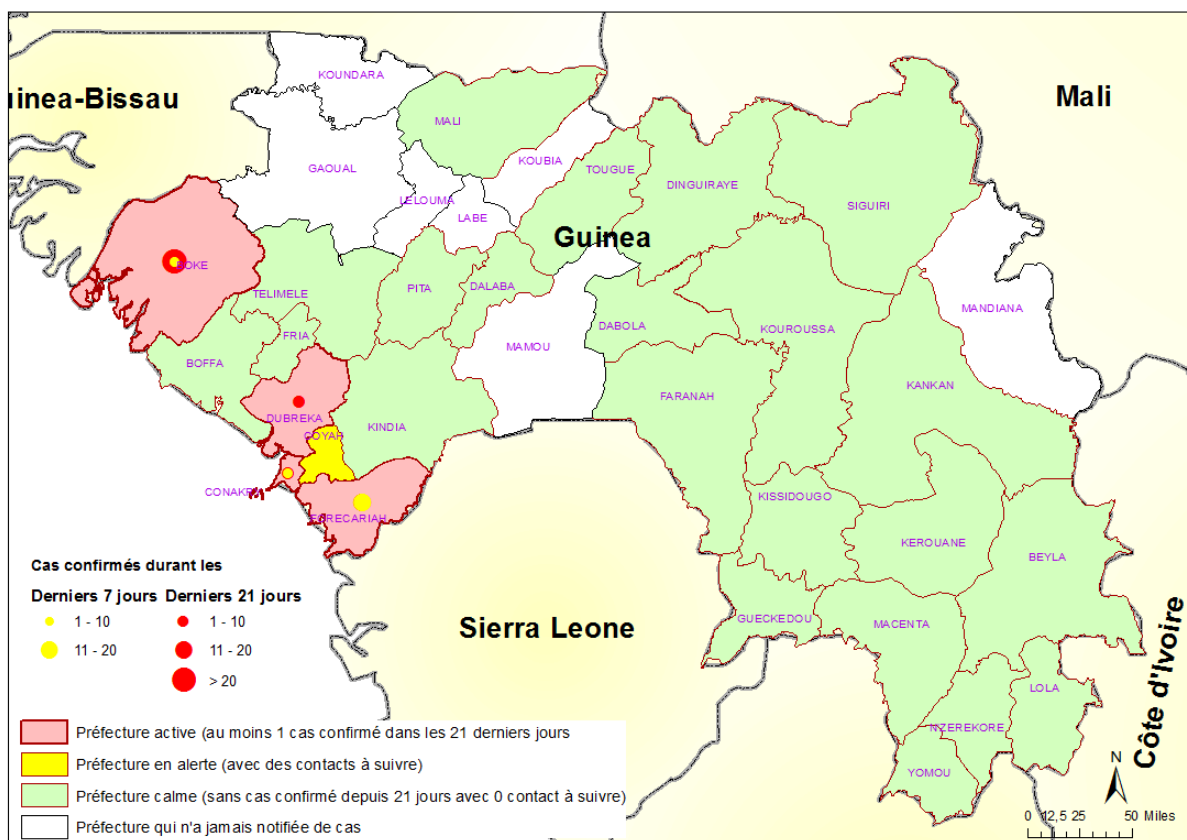 KOUNDARA
uinea-Bissau
Mali
MALI
KOUBIA
GAOUAL
TOUGUE
DINGUIRAYE
LELOUMA
LABE
SIGUIRI
Guinea
BOKE
TELIMELE
PITA
DALABA
MANDIANA
DABOLA
KOUROUSSA
FRIA
MAMOU
BOFFA
KANKAN
FARANAH
DUBREKA
KINDIA
COYAH
CONAKRY
KISSIDOUGO
FORECARIAH
KEROUANE
BEYLA
Cas confirmés durant les
Derniers 7 jours Derniers 21 jours
1 - 10 1 - 10
11 - 20 11 - 20
> 20
GUECKEDOU
MACENTA
Sierra Leone
LOLA
Côte d'Ivoire
NZEREKORE
YOMOU
Préfecture active (au moins 1 cas confirmé dans les 21 derniers jours
Préfecture en alerte (avec des contacts à suivre)
Préfecture calme (sans cas confirmé depuis 21 jours avec 0 contact à suivre)
Préfecture qui n'a jamais notifiée de cas
N
0 12,5 25 50 Miles